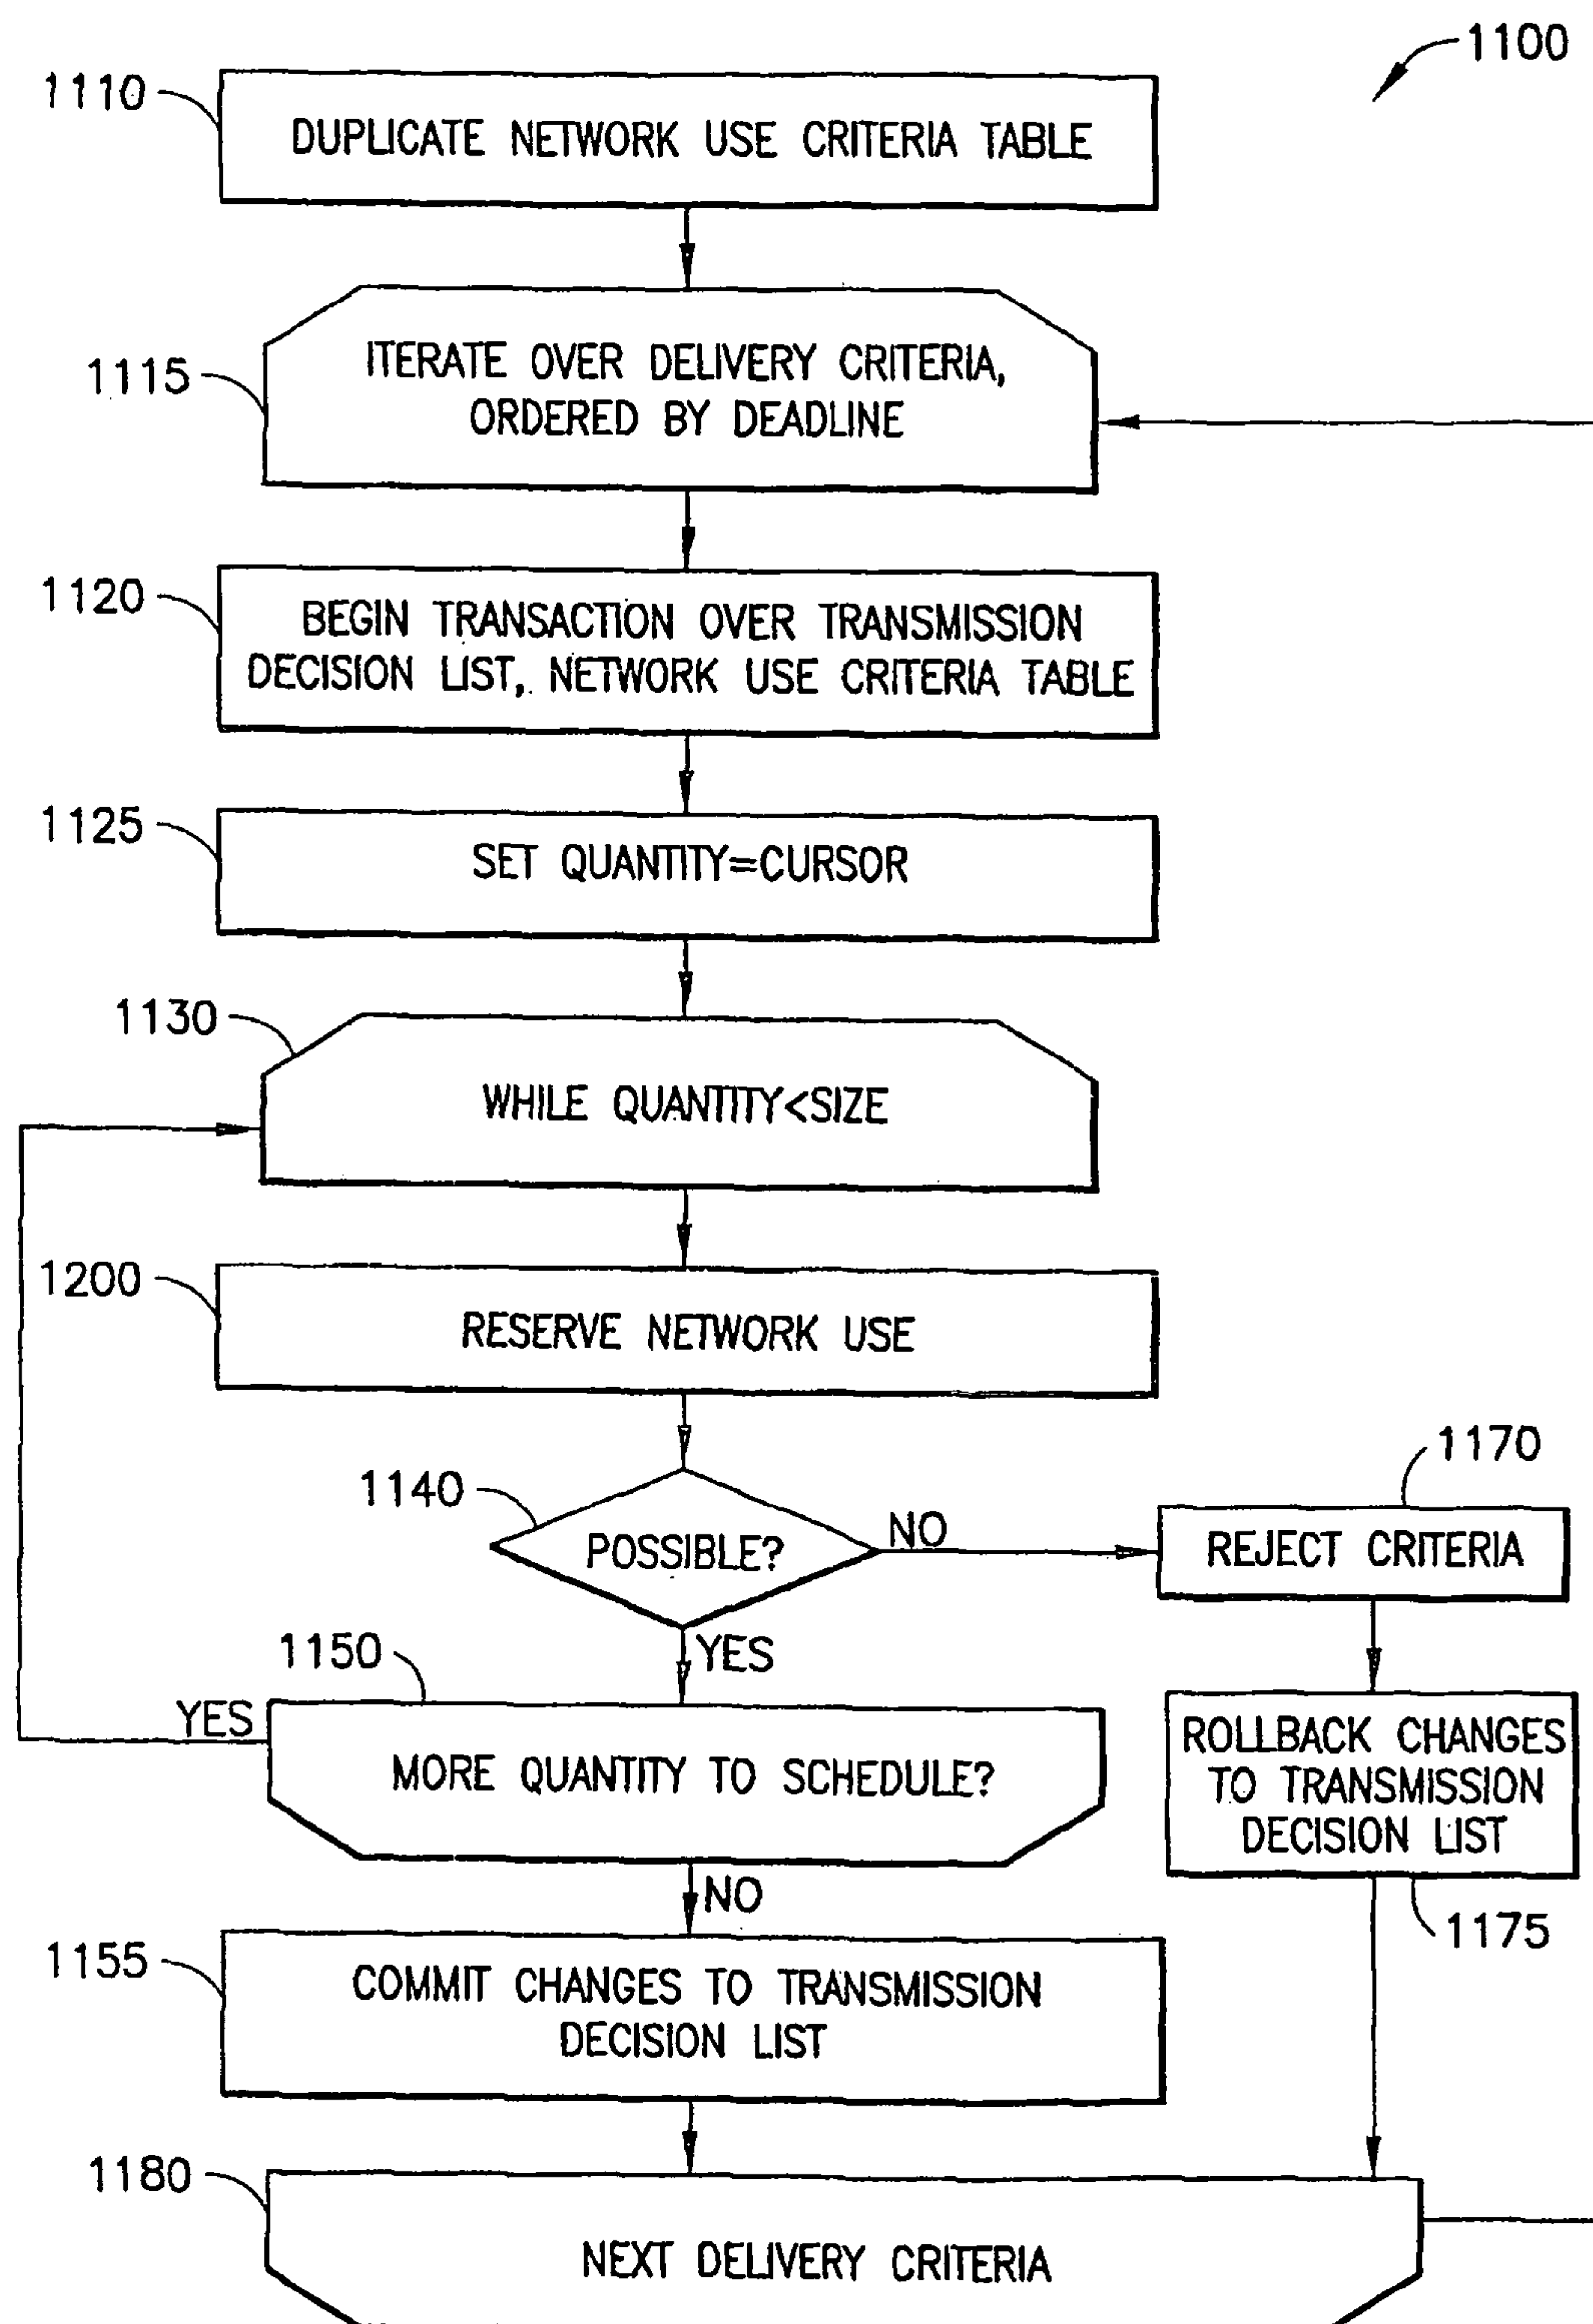 1100
1110
DUPLICATE NETWORK USE CRITERIA TABLE
1115
ITERATE OVER DELIVERY CRITERIA,
ORDERED BY DEADLINE
1120
BEGIN TRANSACTION OVER TRANSMISSION
DECISION LIST, NETWORK USE CRITERIA TABLE
1125
SET QUANTITY=CURSOR
1130
WHILE QUANTITY<SIZE
1200
RESERVE NETWORK USE
1140
POSSIBLE?
NO
1170
REJECT CRITERIA
YES
1150
YES
MORE QUANTITY TO SCHEDULE?
ROLLBACK CHANGES
TO TRANSMISSION
DECISION LIST
1175
NO
1155
COMMIT CHANGES TO TRANSMISSION
DECISION LIST
1180
NEXT DELIVERY CRITERIA